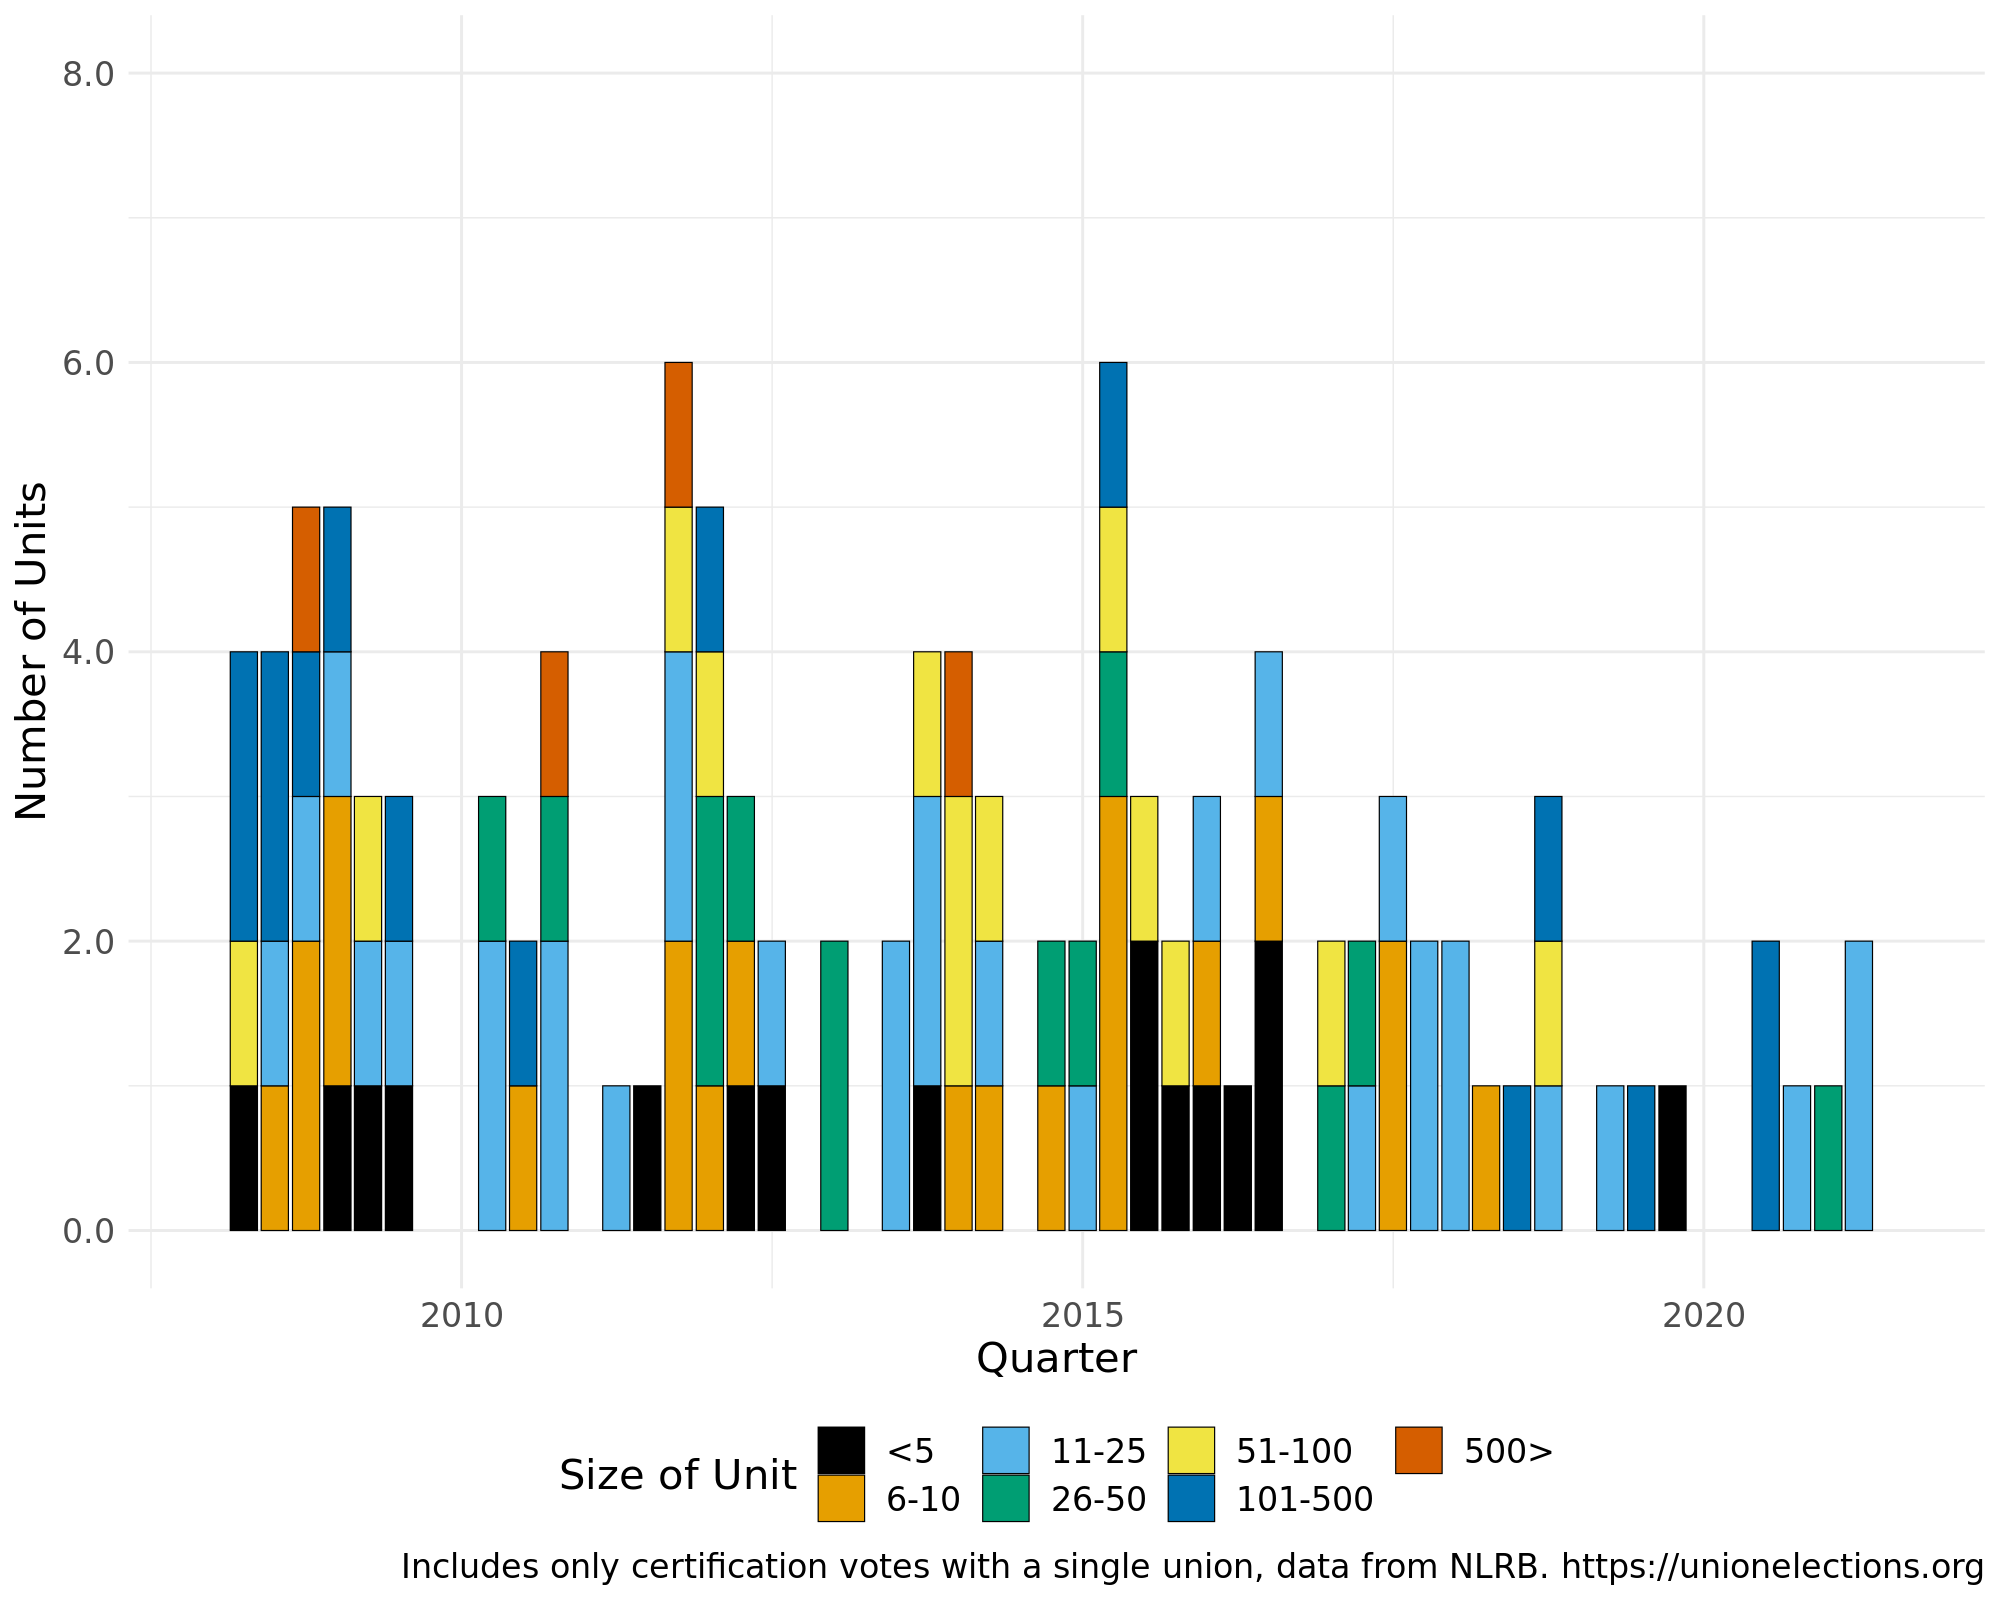 8.0
6.0
4.0
2.0
0.0
Number of Units
2010 2015 2020
Quarter
Size of Unit
<5 11-25 51-100 500>
6-10 26-50 101-500
Includes only certification votes with a single union, data from NLRB. https://unionelections.org